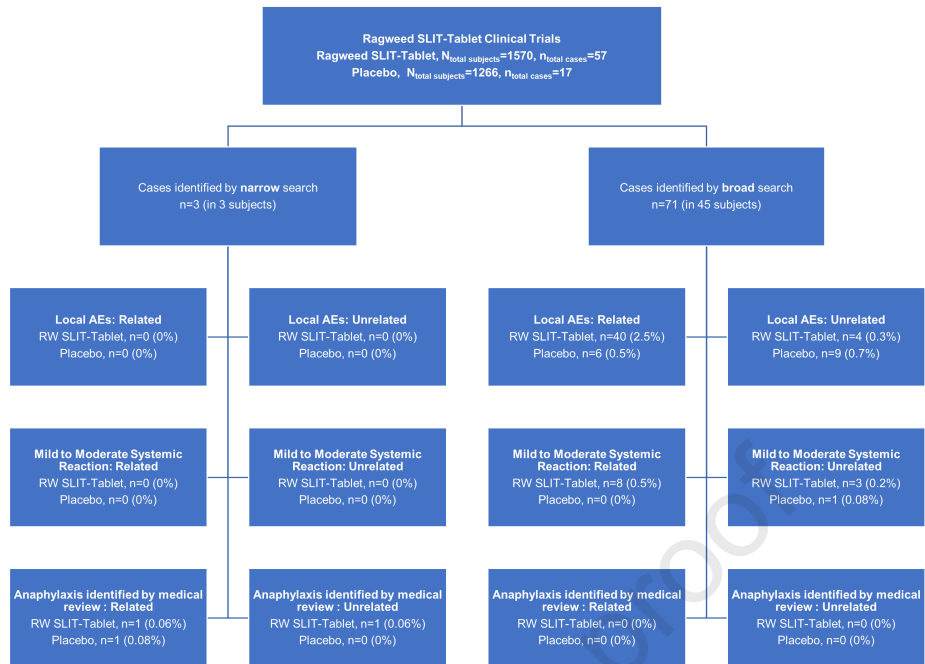 Ragweed SLIT-Tablet Clinical Trials
Ragweed SLIT-Tablet, Ntotal subjects=1570, ntotal cases=57
Placebo, Ntotal subjects=1266, ntotal cases=17
Cases identified by narrow search
n=3 (in 3 subjects)
Cases identified by broad search
n=71 (in 45 subjects)
Local AEs: Related
RW SLIT-Tablet, n=0 (0%)
Placebo, n=0 (0%)
Local AEs: Unrelated
RW SLIT-Tablet, n=0 (0%)
Placebo, n=0 (0%)
Local AEs: Related
RW SLIT-Tablet, n=40 (2.5%)
Placebo, n=6 (0.5%)
Local AEs: Unrelated
RW SLIT-Tablet, n=4 (0.3%)
Placebo, n=9 (0.7%)
Mild to Moderate Systemic
Reaction: Related
RW SLIT-Tablet, n=0 (0%)
Placebo, n=0 (0%)
Mild to Moderate Systemic
Reaction: Unrelated
RW SLIT-Tablet, n=0 (0%)
Placebo, n=0 (0%)
Mild to Moderate Systemic
Reaction: Related
RW SLIT-Tablet, n=8 (0.5%)
Placebo, n=0 (0%)
Mild to Moderate Systemic
Reaction: Unrelated
RW SLIT-Tablet, n=3 (0.2%)
Placebo, n=1 (0.08%)
Anaphylaxis identified by medical
review : Related
RW SLIT-Tablet, n=1 (0.06%)
Placebo, n=1 (0.08%)
Anaphylaxis identified by medical
review : Unrelated
RW SLIT-Tablet, n=1 (0.06%)
Placebo, n=0 (0%)
Anaphylaxis identified by medical
review : Related
RW SLIT-Tablet, n=0 (0%)
Placebo, n=0 (0%)
Anaphylaxis identified by medical
review : Unrelated
RW SLIT-Tablet, n=0 (0%)
Placebo, n=0 (0%)
proof